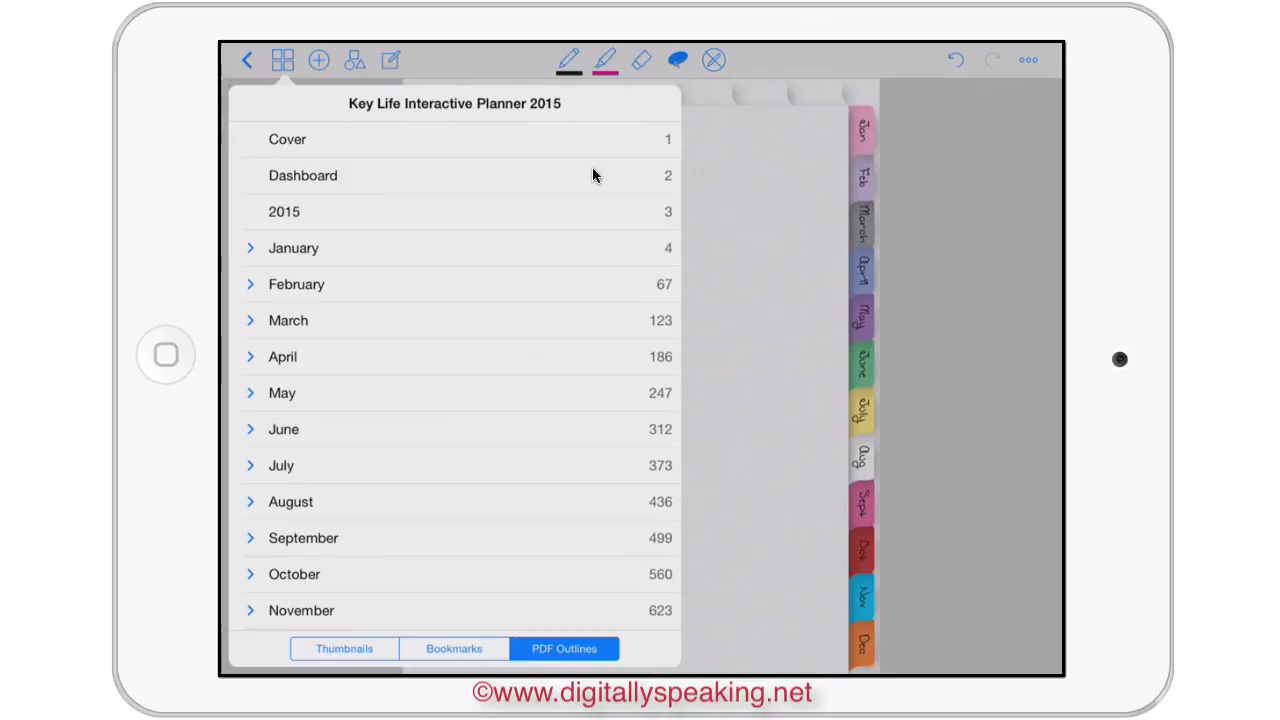 Key Life Interactive Planner 2015
Cover 1
Dashboard 2
2015 3
January 4
February 67
March 123
April 186
May 247
June 312
July 373
August 436
September 499
October 560
November 623
Thumbnails Bookmarks PDF Outlines
Jan
Feb
March
April
May
June
July
Aug
Sept
Oct
Nov
Dec
©www.digitallyspeaking.net